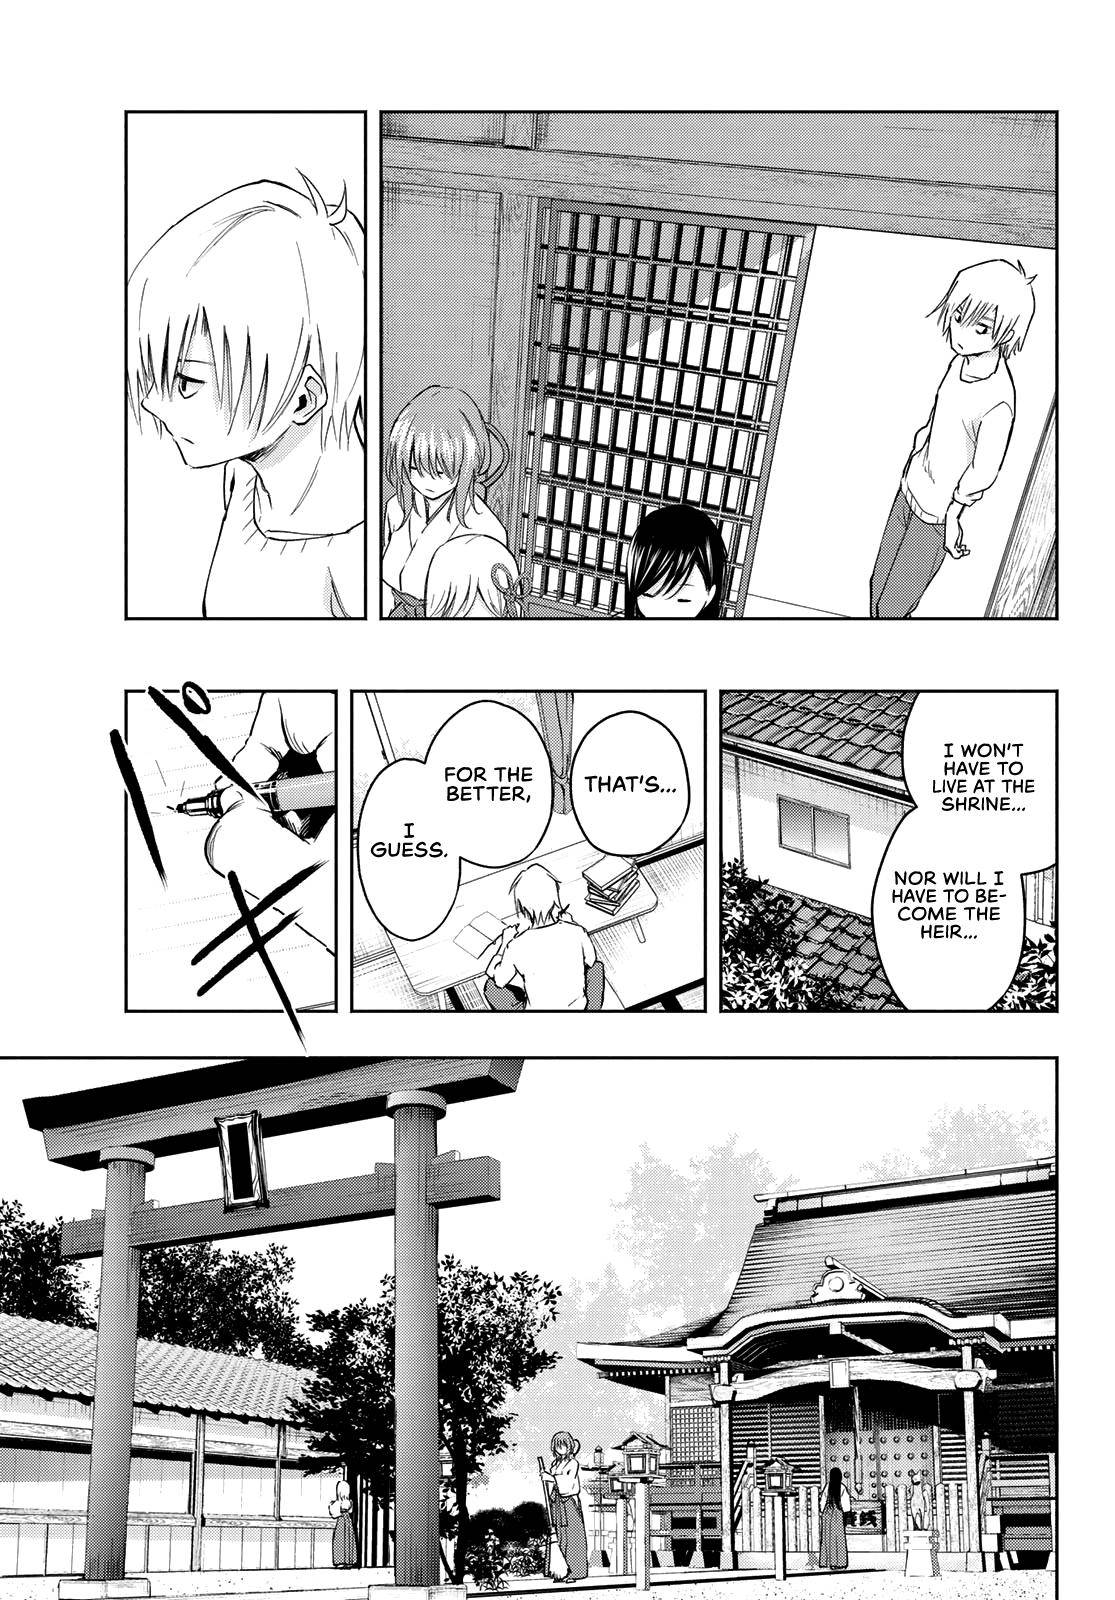 I WON'T
HAVE TO
LIVE AT THE
SHRINE...
NOR WILL I
HAVE TO BE-
COME THE
HEIR...
THAT'S...
FOR THE
BETTER,
I
GUESS.